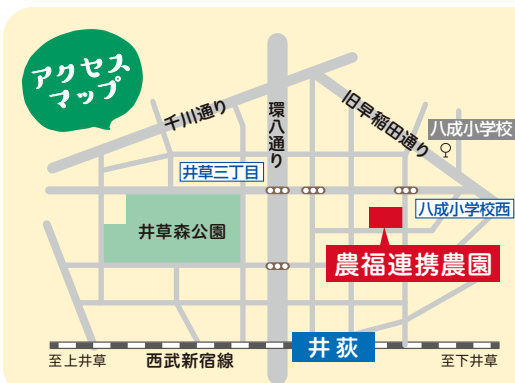 アクセス
マップ
千川通り
環八通り
旧早稲田通り
八成小学校
井草三丁目
八成小学校西
井草森公園
農福連携農園
井荻
至上井草
西武新宿線
至下井草